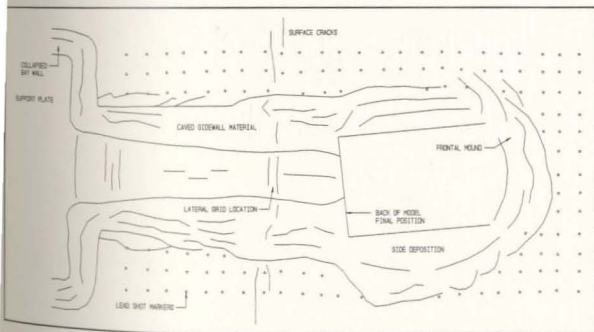 SURFACE CRACKS
COLLAPSED
BAY WALL
SUPPORT PLATE
CAVED SIDEWALL MATERIAL
FRONTAL MOUND
LATERAL GRID LOCATION
BACK OF MODEL
FINAL POSITION
SIDE DEPOSITION
LEAD SHOT MARKERS